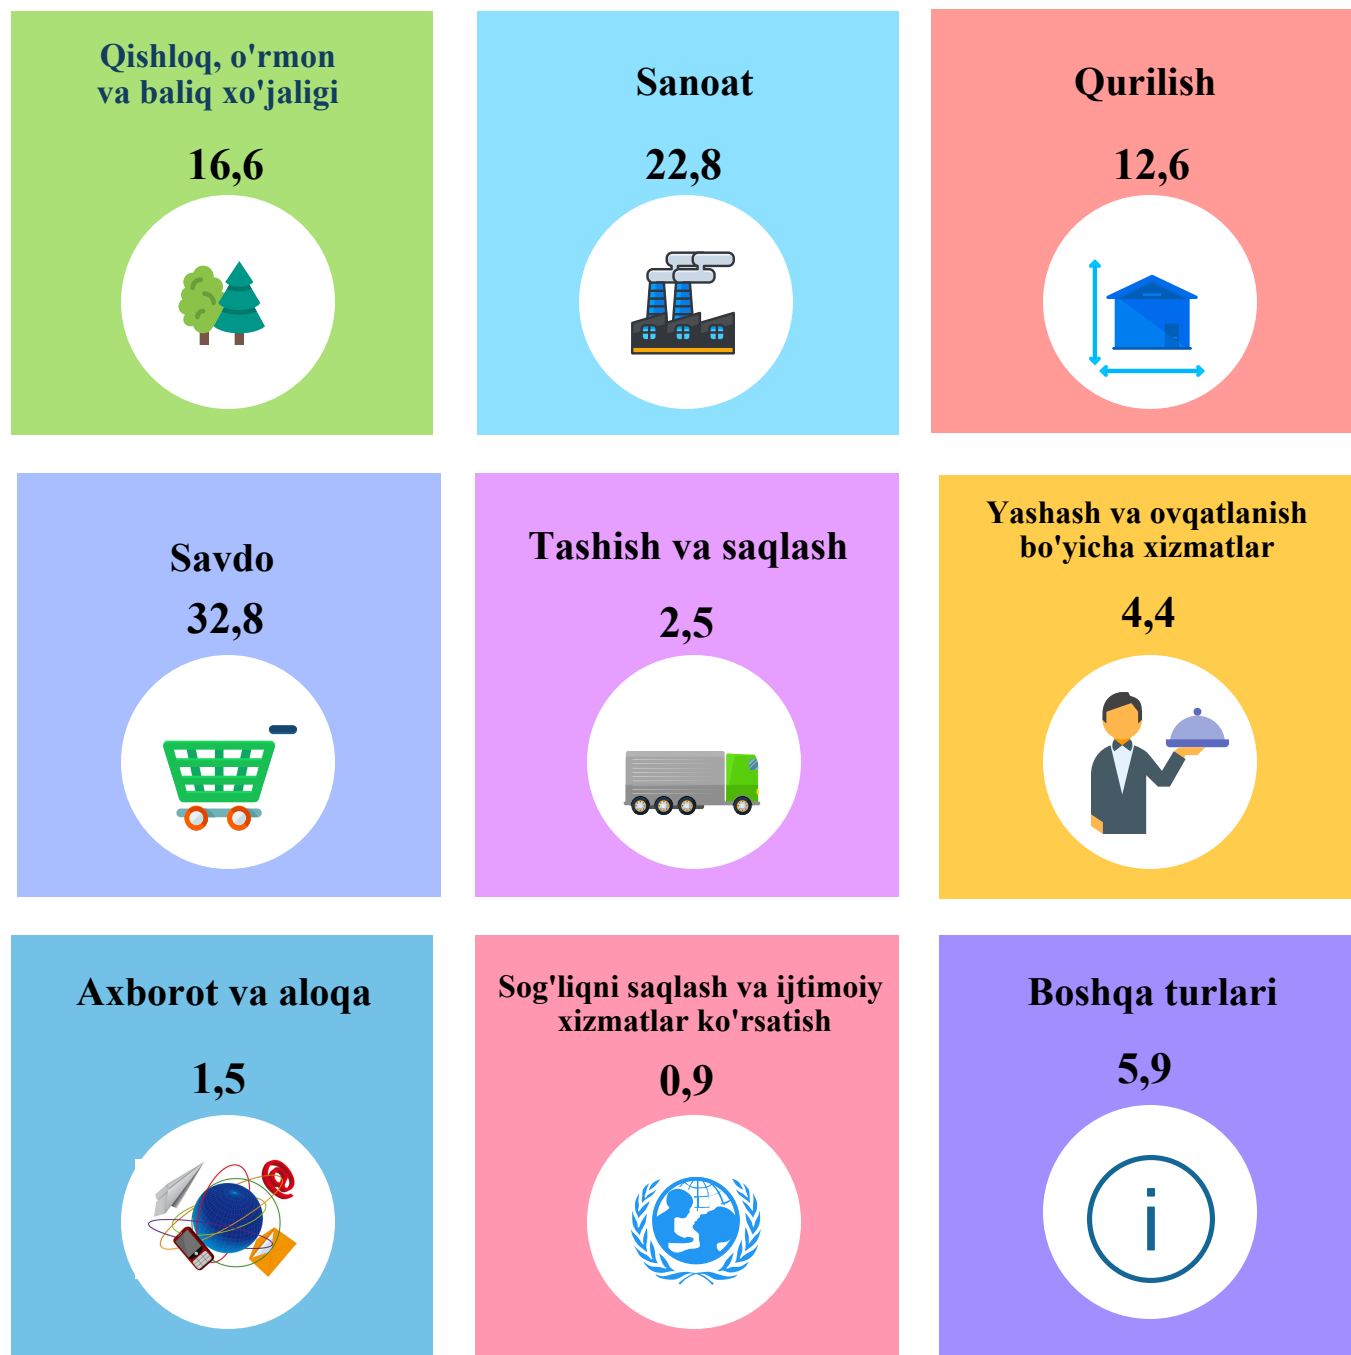 Qishloq, o'rmon
va baliq xo'jaligi
16,6
Sanoat
22,8
Qurilish
12,6
Savdo
32,8
Tashish va saqlash
2,5
Yashash va ovqatlanish
bo'yicha xizmatlar
4,4
Axborot va aloqa
1,5
Sog'liqni saqlash va ijtimoiy
xizmatlar ko'rsatish
0,9
Boshqa turlari
5,9